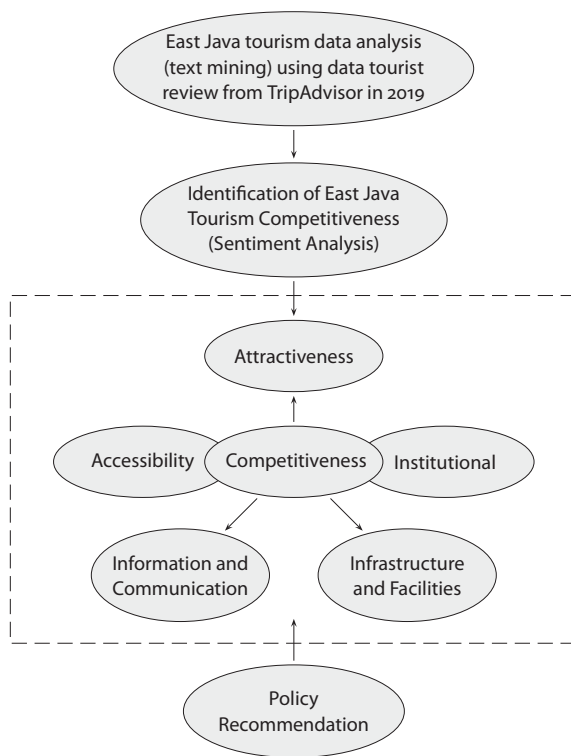 East Java tourism data analysis
(text mining) using data tourist
review from TripAdvisor in 2019
Identification of East Java
Tourism Competitiveness
(Sentiment Analysis)
Attractiveness
Accessibility
Competitiveness
Institutional
Information and
Communication
Infrastructure
and Facilities
Policy
Recommendation